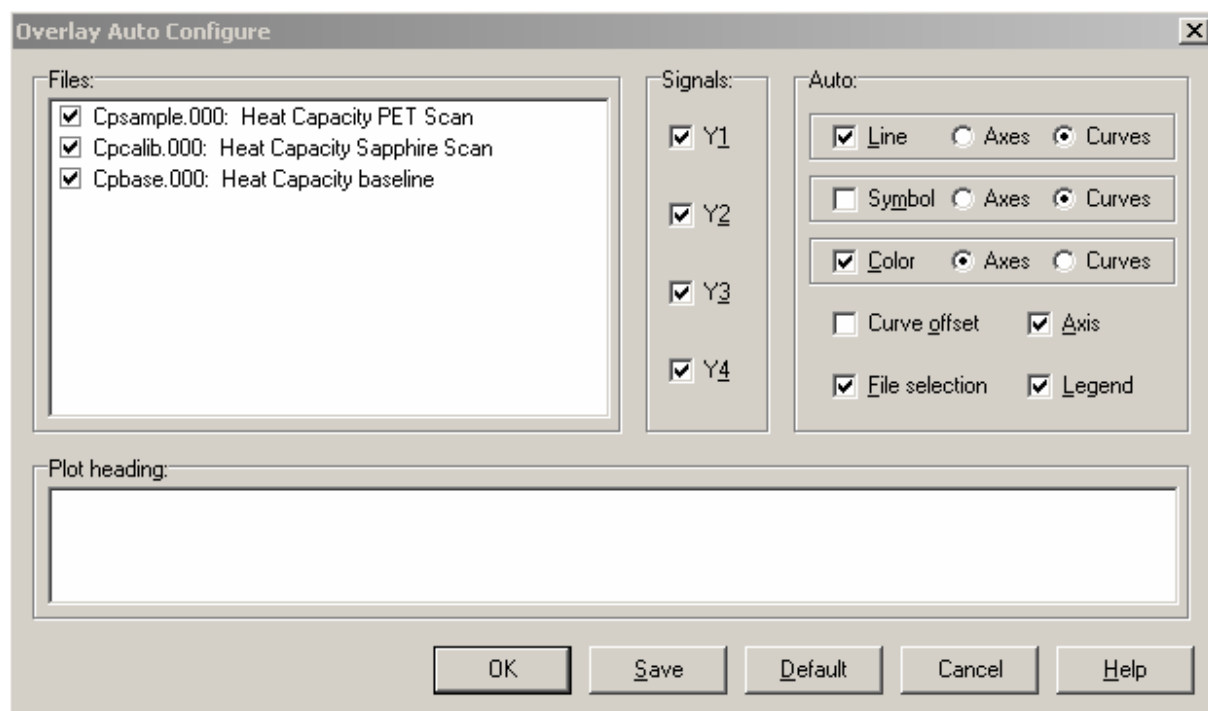 Overlay Auto Configure
Files:
Cpsample.000: Heat Capacity PET Scan
Cpcalib.000: Heat Capacity Sapphire Scan
Cpbase.000: Heat Capacity baseline
Signals:
Y1
Y2
Y3
Y4
Auto:
Line Axes Curves
Symbol Axes Curves
Color Axes Curves
Curve offset Axis
File selection Legend
Plot heading:
OK Save Default Cancel Help